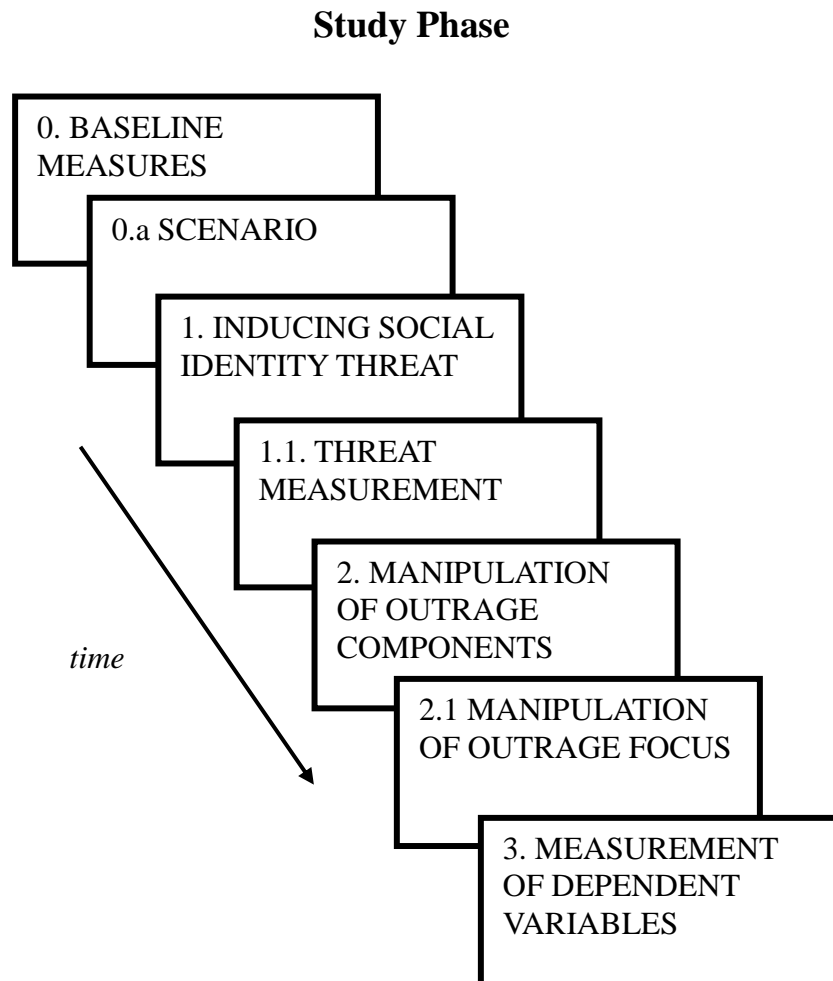 Study Phase
0. BASELINE
MEASURES
0.a SCENARIO
1. INDUCING SOCIAL
IDENTITY THREAT
1.1. THREAT
MEASUREMENT
2. MANIPULATION
OF OUTRAGE
COMPONENTS
time
2.1 MANIPULATION
OF OUTRAGE FOCUS
3. MEASUREMENT
OF DEPENDENT
VARIABLES